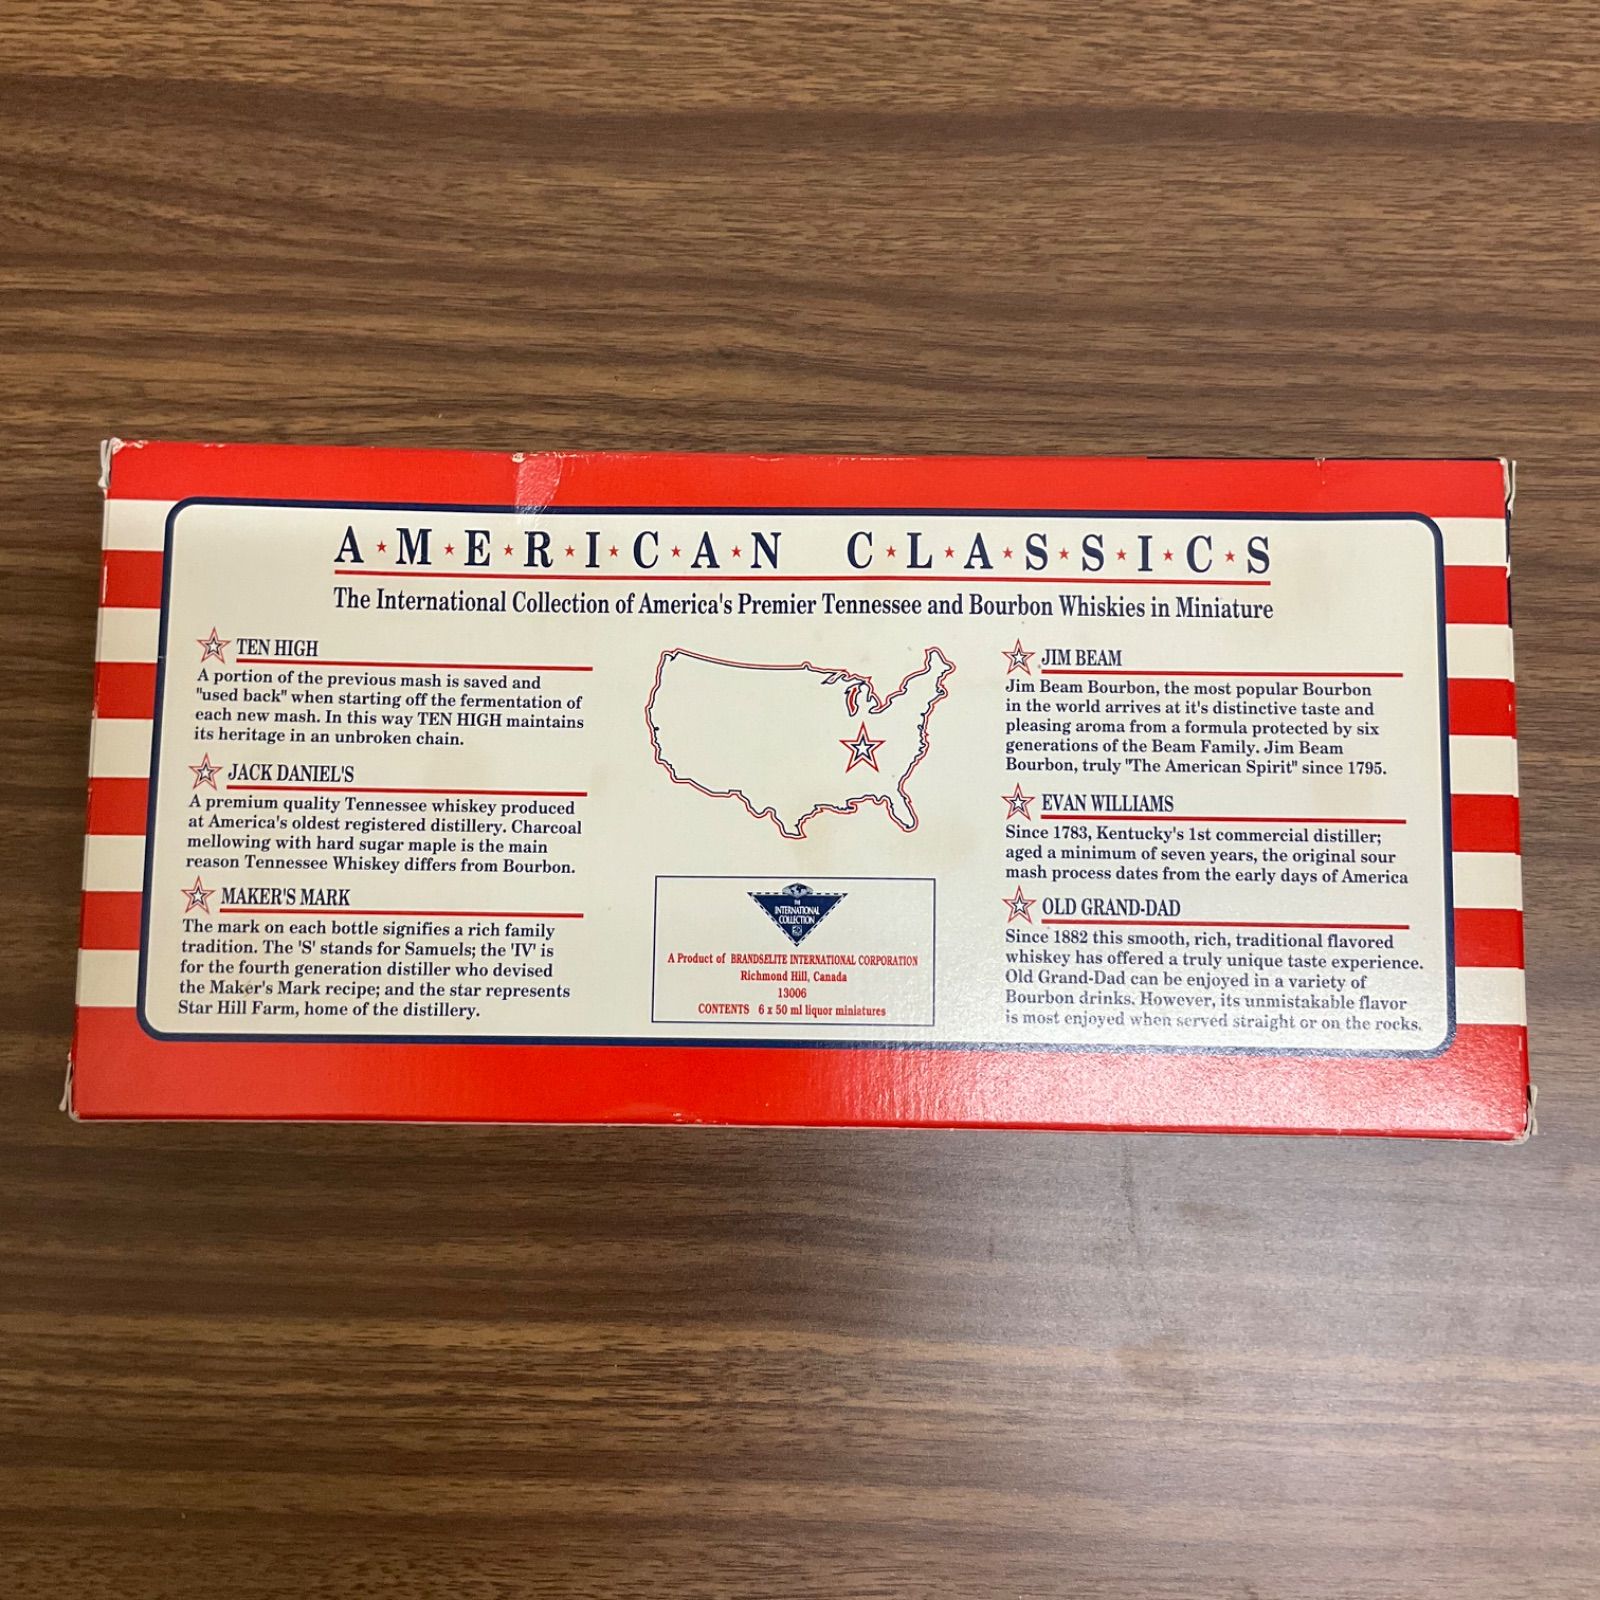 A★M★E★R★I★C★A★N C★L★A★S★S★I★C★S
The International Collection of America's Premier Tennessee and Bourbon Whiskies in Miniature
TEN HIGH
A portion of the previous mash is saved and
"used back" when starting off the fermentation of
each new mash. In this way TEN HIGH maintains
its heritage in an unbroken chain.
JACK DANIEL'S
A premium quality Tennessee whiskey produced
at America's oldest registered distillery. Charcoal
mellowing with hard sugar maple is the main
reason Tennessee Whiskey differs from Bourbon.
MAKER'S MARK
The mark on each bottle signifies a rich family
tradition. The 'S' stands for Samuels; the 'IV' is
for the fourth generation distiller who devised
the Maker's Mark recipe; and the star represents
Star Hill Farm, home of the distillery.
THE
INTERNATIONAL
COLLECTION
A Product of BRANDSELITE INTERNATIONAL CORPORATION
Richmond Hill, Canada
13006
CONTENTS 6 x 50 ml liquor miniatures
JIM BEAM
Jim Beam Bourbon, the most popular Bourbon
in the world arrives at it's distinctive taste and
pleasing aroma from a formula protected by six
generations of the Beam Family. Jim Beam
Bourbon, truly "The American Spirit" since 1795.
EVAN WILLIAMS
Since 1783, Kentucky's 1st commercial distiller;
aged a minimum of seven years, the original sour
mash process dates from the early days of America
OLD GRAND-DAD
Since 1882 this smooth, rich, traditional flavored
whiskey has offered a truly unique taste experience.
Old Grand-Dad can be enjoyed in a variety of
Bourbon drinks. However, its unmistakable flavor
is most enjoyed when served straight or on the rocks.